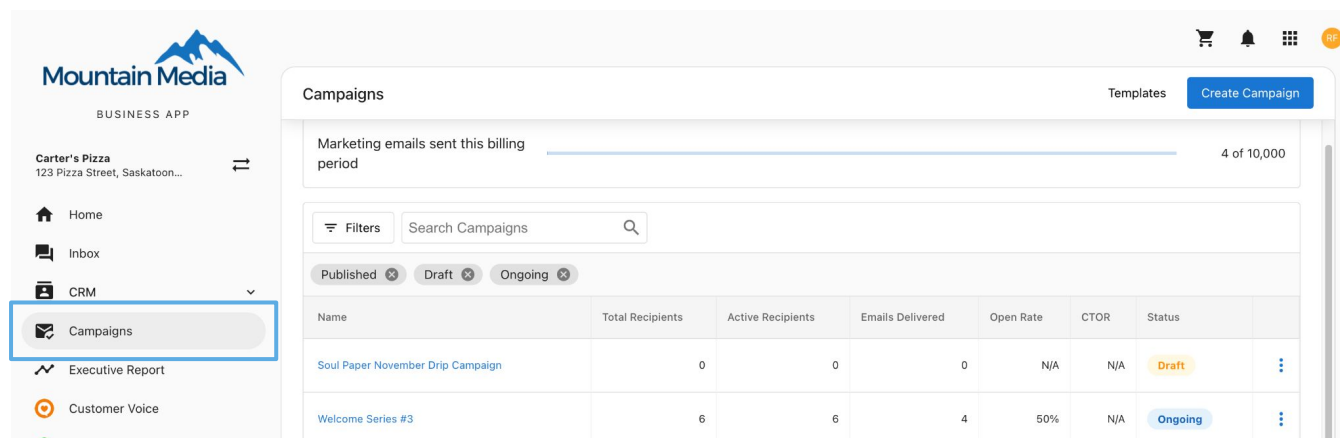 Mountain Media
BUSINESS APP
Carter's Pizza
123 Pizza Street, Saskatoon...
Home
Inbox
CRM
Campaigns
Executive Report
Customer Voice
RF
Campaigns
Templates
Create Campaign
Marketing emails sent this billing
period
4 of 10,000
Filters
Search Campaigns
Published
Draft
Ongoing
Name Total Recipients Active Recipients Emails Delivered Open Rate CTOR Status
Soul Paper November Drip Campaign 0 0 0 N/A N/A Draft
Welcome Series #3 6 6 4 50% N/A Ongoing